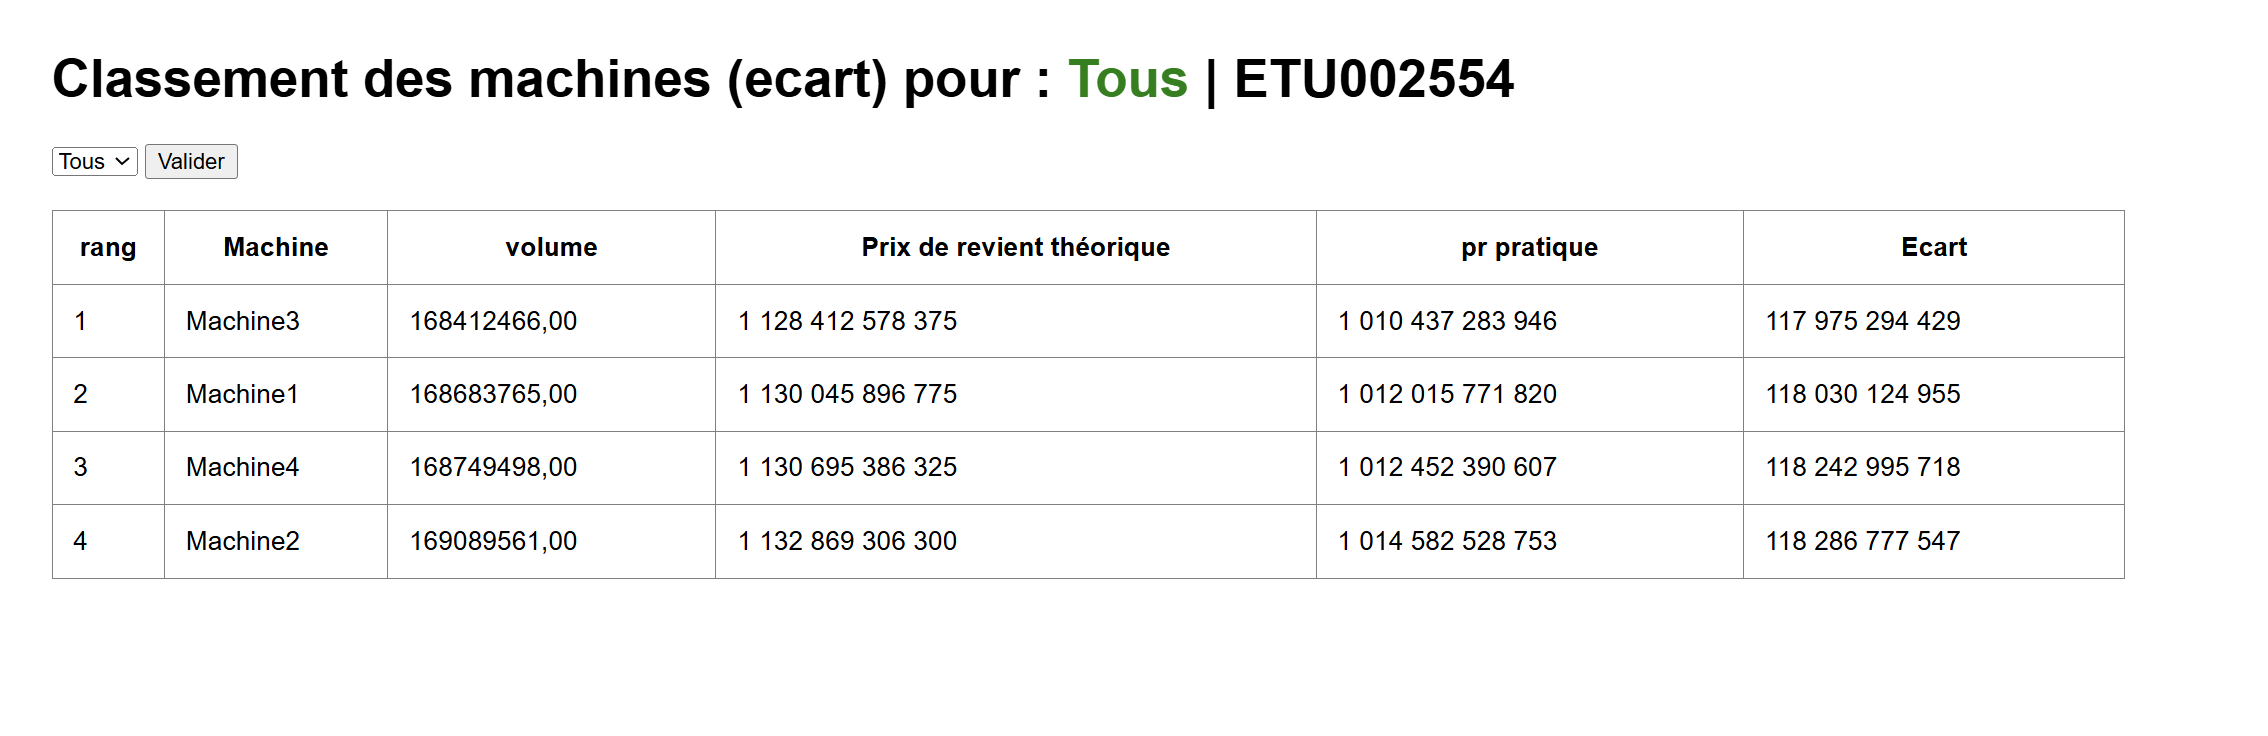 Classement des machines (ecart) pour : Tous | ETU002554
Tous Valider
rang Machine volume Prix de revient théorique pr pratique Ecart
1 Machine3 168412466,00 1 128 412 578 375 1 010 437 283 946 117 975 294 429
2 Machine1 168683765,00 1 130 045 896 775 1 012 015 771 820 118 030 124 955
3 Machine4 168749498,00 1 130 695 386 325 1 012 452 390 607 118 242 995 718
4 Machine2 169089561,00 1 132 869 306 300 1 014 582 528 753 118 286 777 547